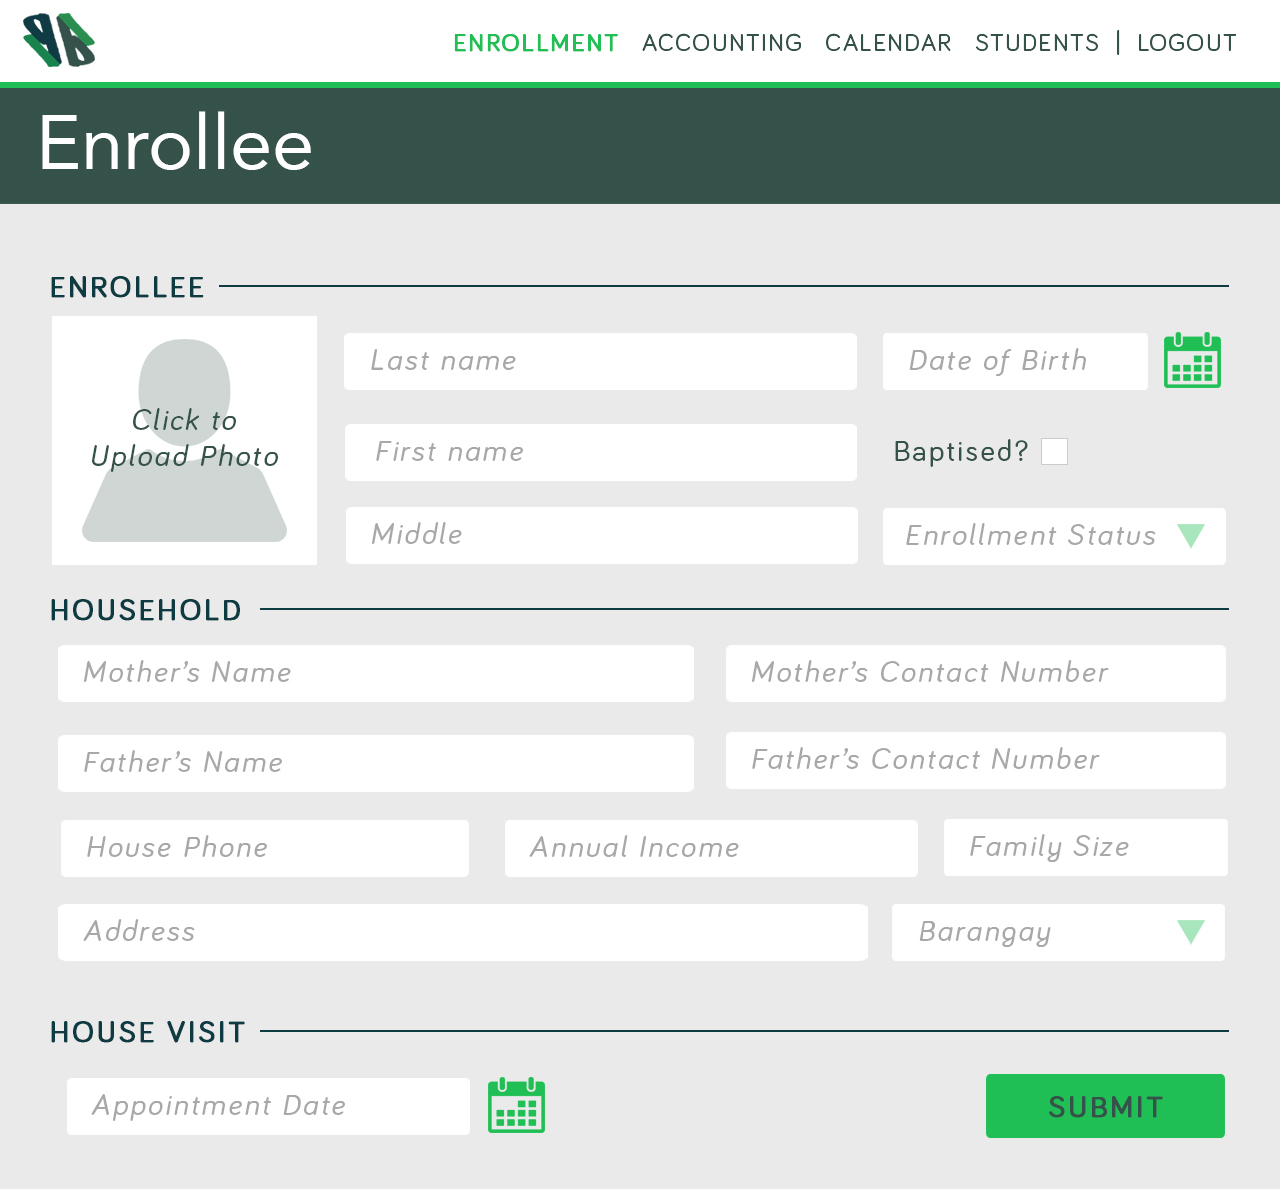 ENROLLMENT ACCOUNTING CALENDAR STUDENTS | LOGOUT
Enrollee
ENROLLEE
Click to
Upload Photo
Last name
Date of Birth
First name
Baptised?
Middle
Enrollment Status
HOUSEHOLD
Mother’s Name
Mother’s Contact Number
Father’s Name
Father’s Contact Number
House Phone
Annual Income
Family Size
Address
Barangay
HOUSE VISIT
Appointment Date
SUBMIT